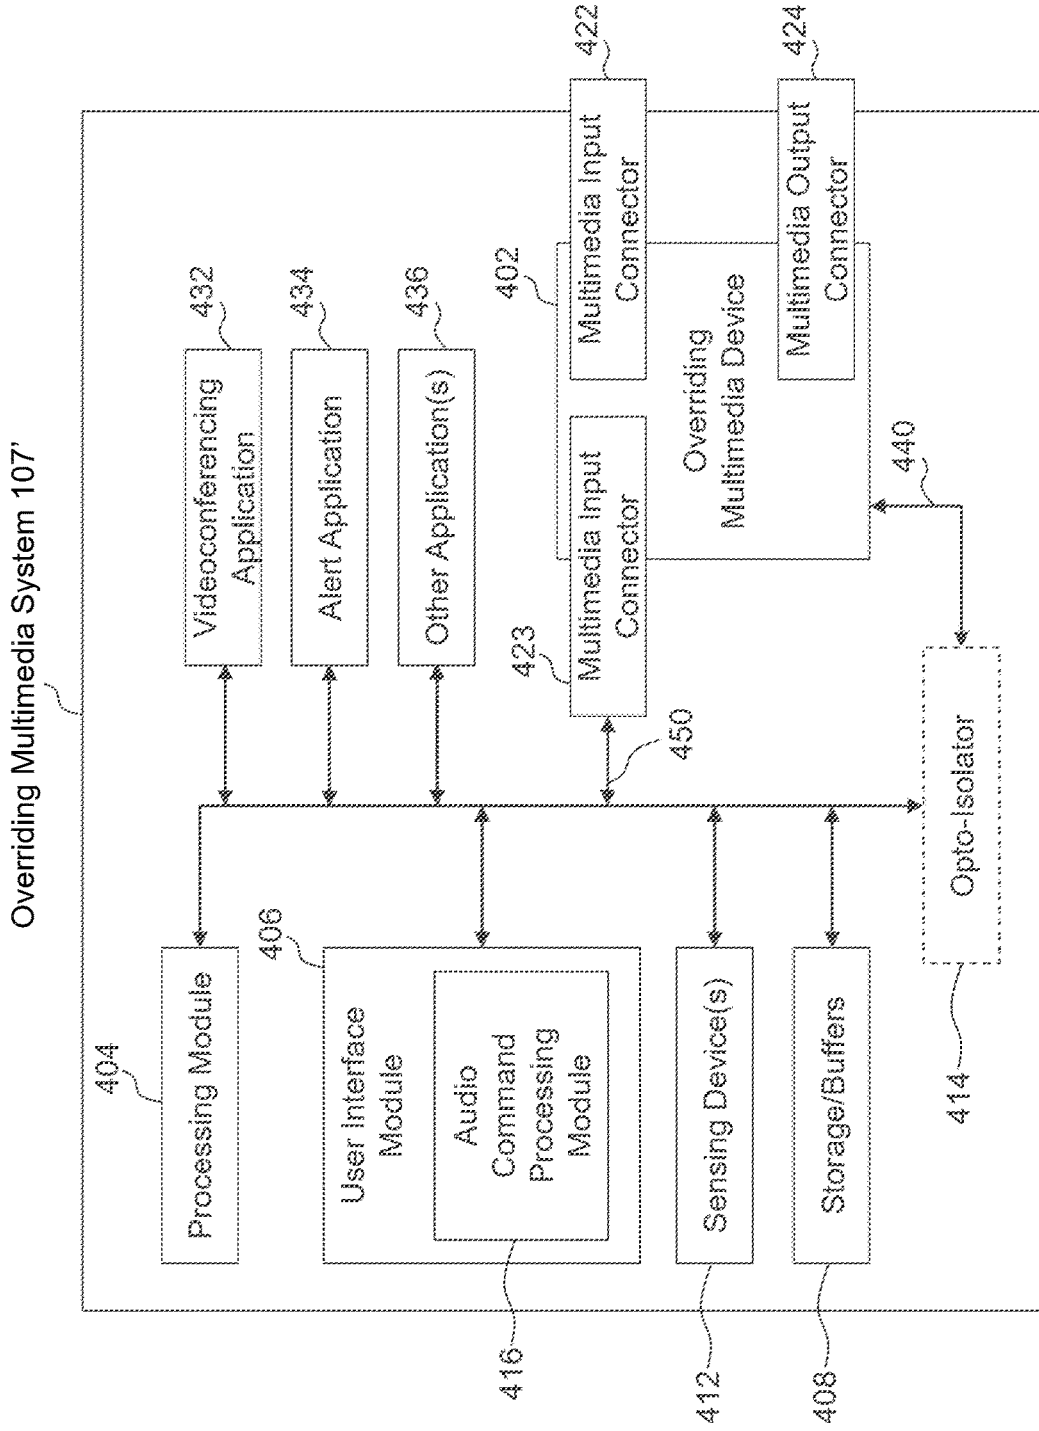 Overriding Multimedia System 107'
404
Processing Module
406
User Interface
Module
Audio
Command
Processing
Module
416
Sensing Device(s)
412
Storage/Buffers
408
Opto-Isolator
414
Videoconferencing
Application
432
Alert Application
434
Other Application(s)
436
423
Multimedia Input
Connector
450
402
Overriding
Multimedia Device
Multimedia Input
Connector
422
Multimedia Output
Connector
424
440